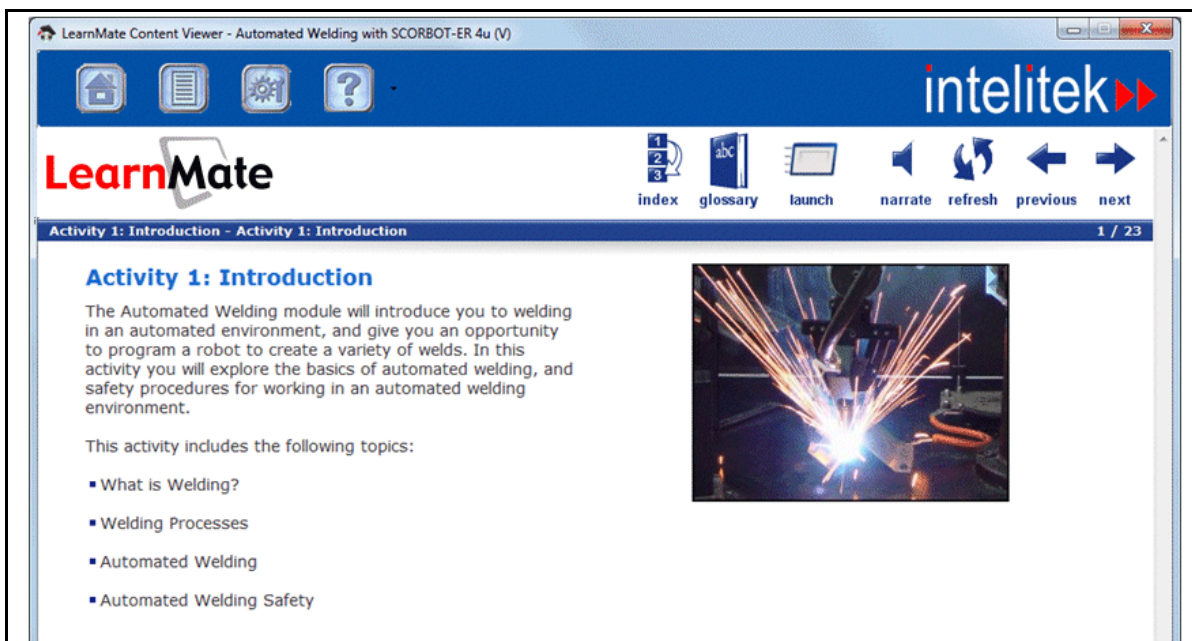 LearnMate Content Viewer - Automated Welding with SCORBOT-ER 4u (V)
intelitek
LearnMate
1
2
3
abc
index glossary launch narrate refresh previous next
Activity 1: Introduction - Activity 1: Introduction 1 / 23
Activity 1: Introduction
The Automated Welding module will introduce you to welding
in an automated environment, and give you an opportunity
to program a robot to create a variety of welds. In this
activity you will explore the basics of automated welding, and
safety procedures for working in an automated welding
environment.
This activity includes the following topics:
▪ What is Welding?
▪ Welding Processes
▪ Automated Welding
▪ Automated Welding Safety